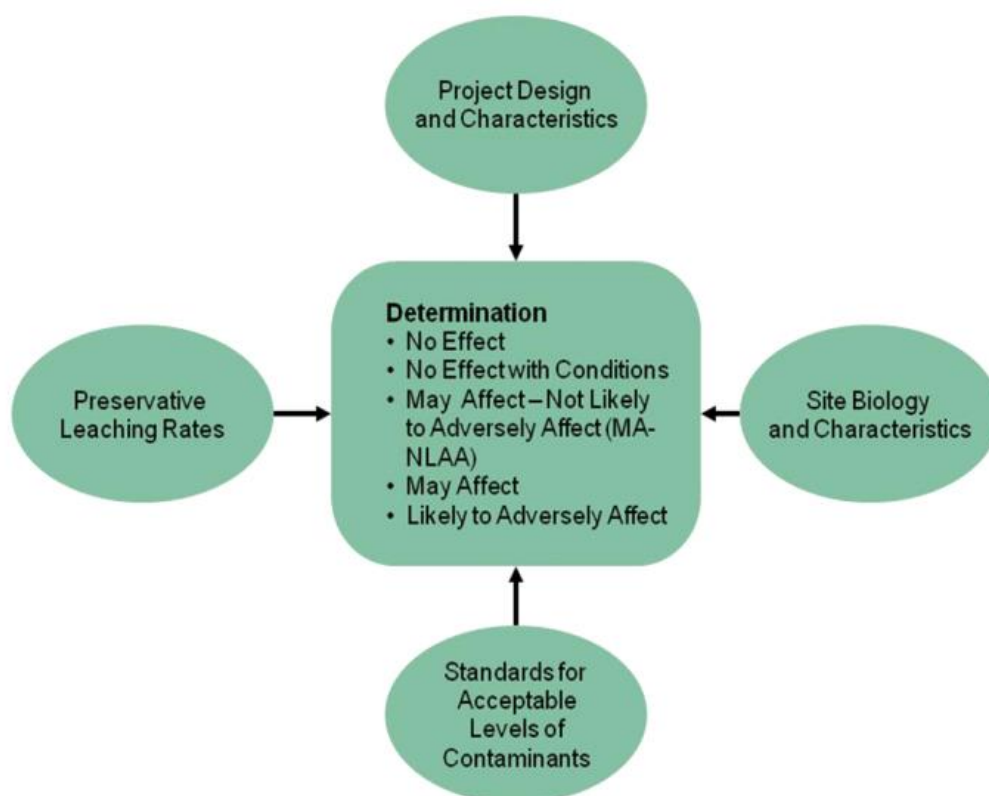 Project Design
and Characteristics
Determination
• No Effect
• No Effect with Conditions
• May Affect – Not Likely
to Adversely Affect (MA-
NLAA)
• May Affect
• Likely to Adversely Affect
Preservative
Leaching Rates
Site Biology
and Characteristics
Standards for
Acceptable
Levels of
Contaminants